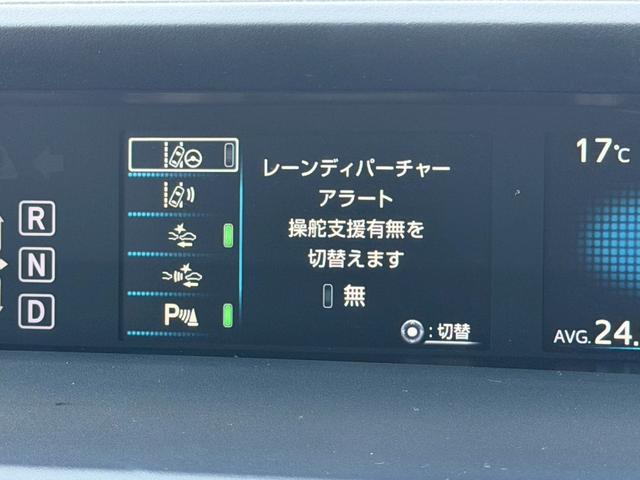 R
N
D
P
レーンディパーチャー
アラート
操舵支援有無を
切替えます
無
:切替
17℃
AVG.24.